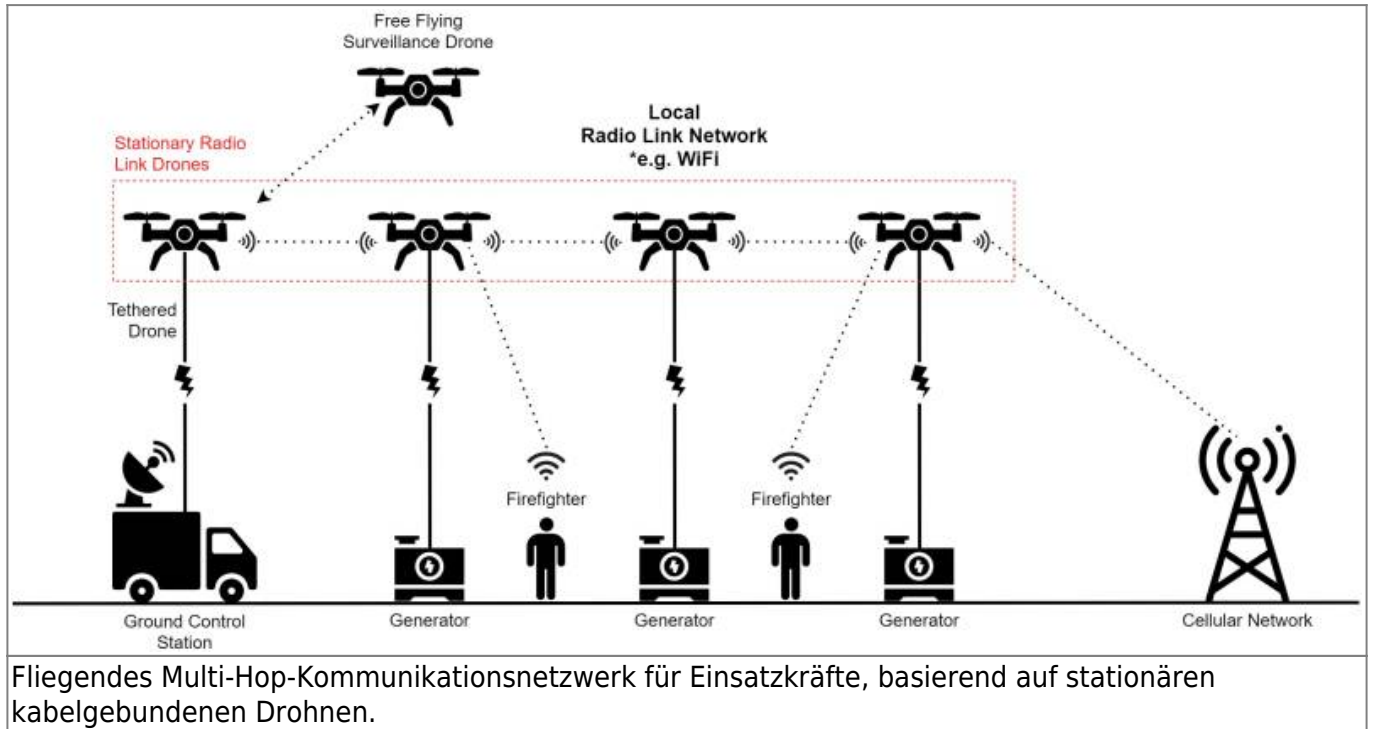 Free Flying
Surveillance Drone
Local
Radio Link Network
*e.g. WiFi
Stationary Radio
Link Drones
Tethered
Drone
Firefighter
Firefighter
Ground Control
Station
Generator
Generator
Generator
Cellular Network
Fliegendes Multi-Hop-Kommunikationsnetzwerk für Einsatzkräfte, basierend auf stationären
kabelgebundenen Drohnen.